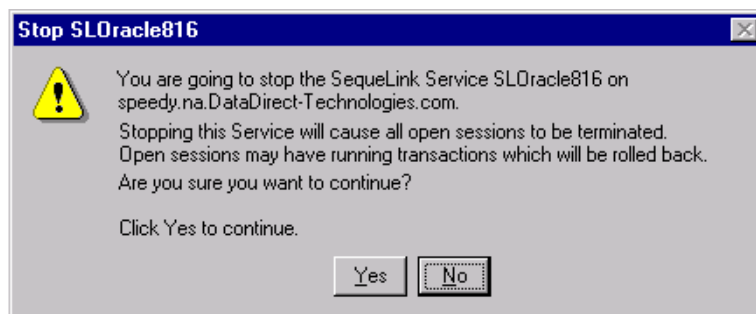 Stop SLOracle816
You are going to stop the SequeLink Service SLOracle816 on
speedy.na.DataDirect-Technologies.com.
Stopping this Service will cause all open sessions to be terminated.
Open sessions may have running transactions which will be rolled back.
Are you sure you want to continue?
Click Yes to continue.
Yes No